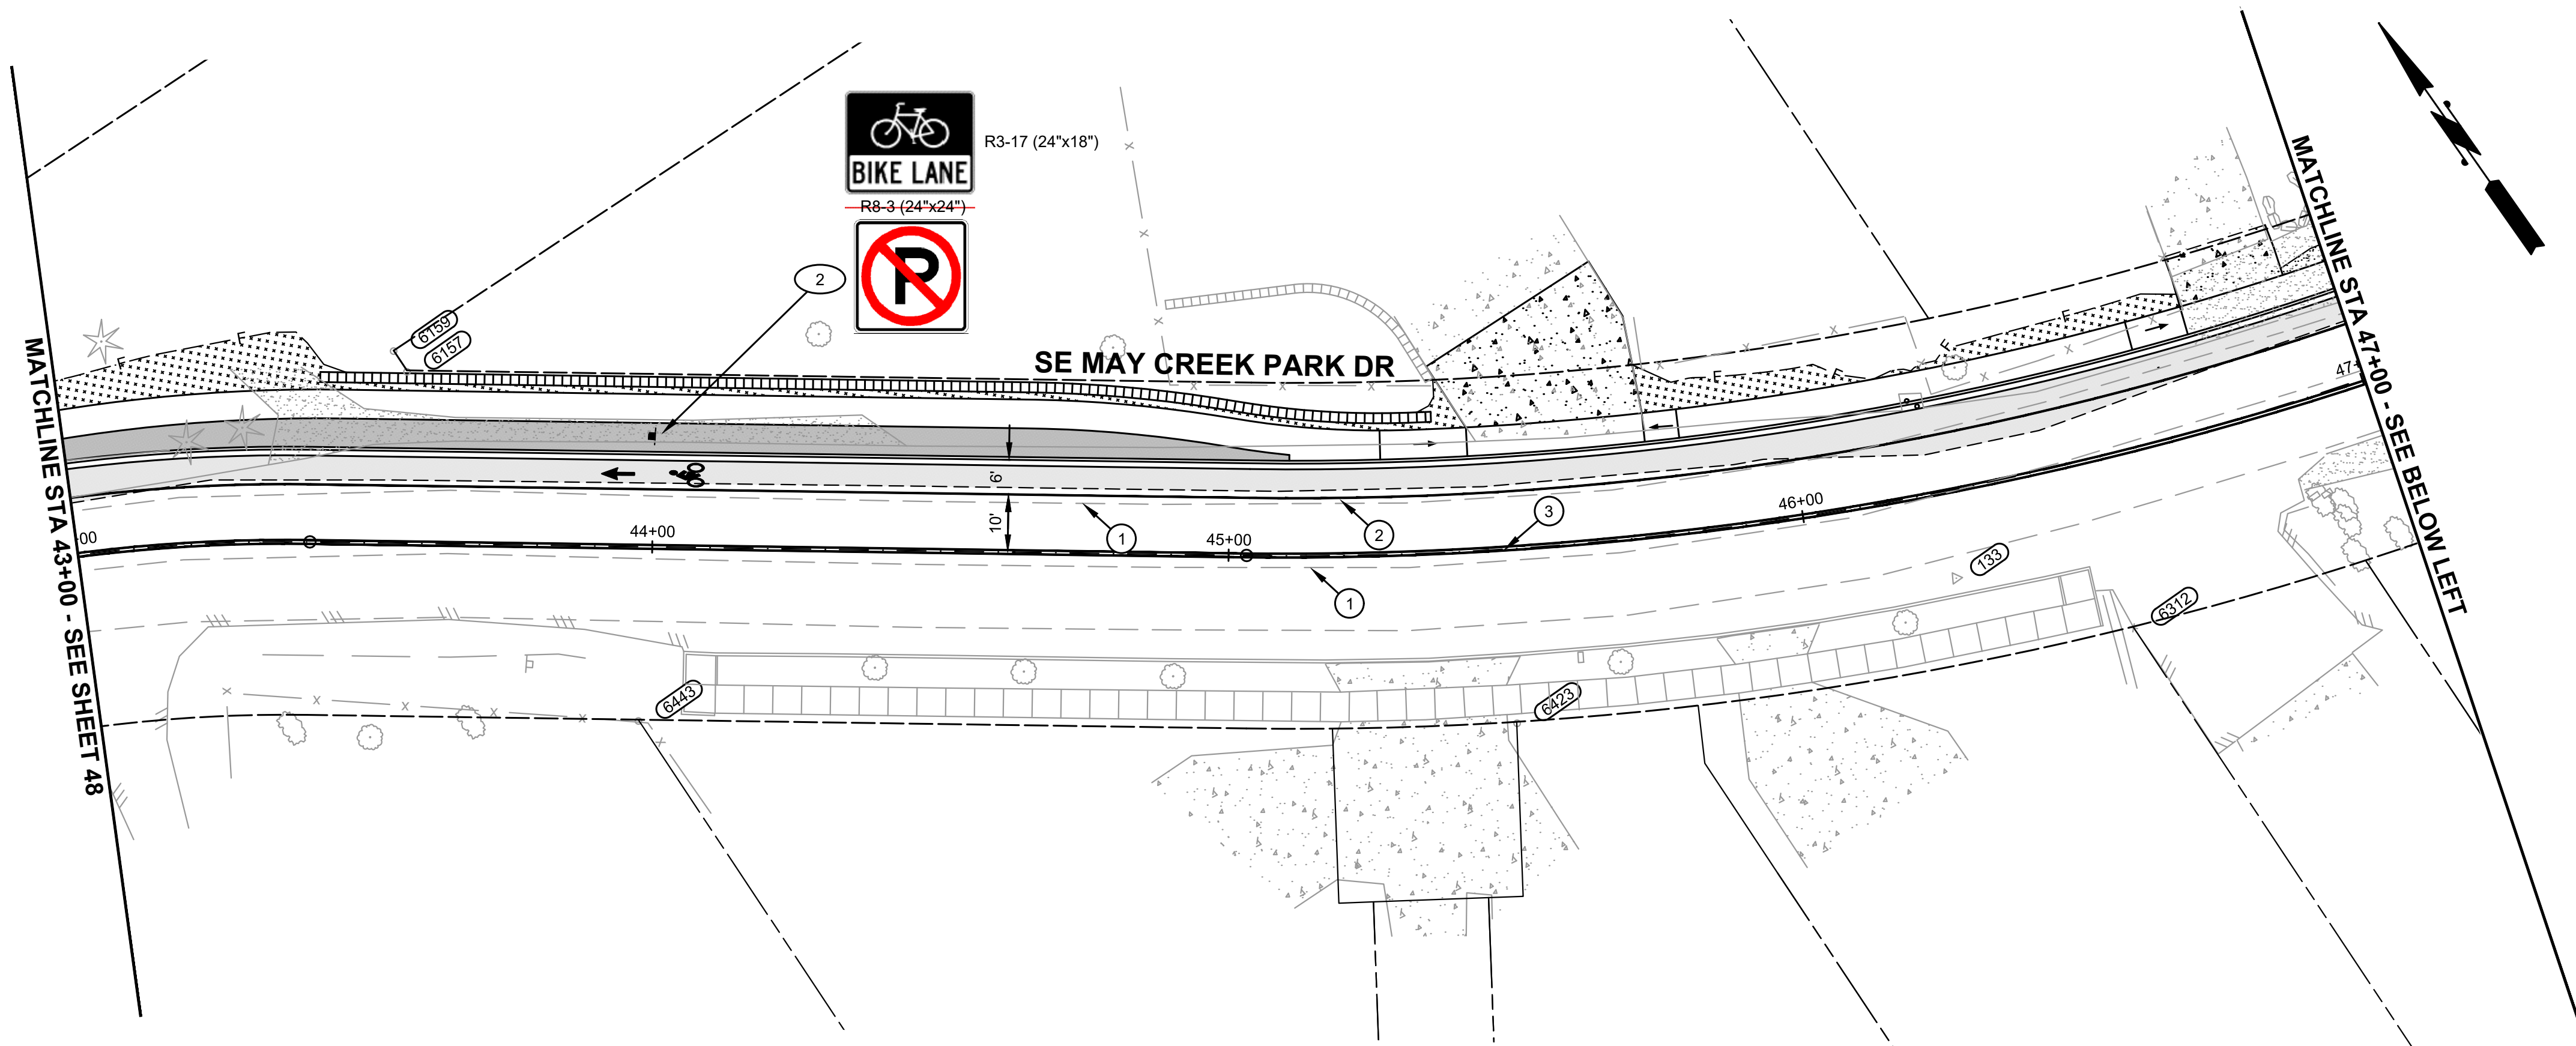 BIKE LANE
R3-17 (24"x18")
R8-3 (24"x24")
P
2
6159
6157
SE MAY CREEK PARK DR
MATCHLINE STA 43+00 - SEE SHEET 48
MATCHLINE STA 47+00 - SEE BELOW LEFT
F
F
F
F
F
F
6'
10'
00
44+00
45+00
46+00
47+
1
2
3
1
133
6312
6443
6423